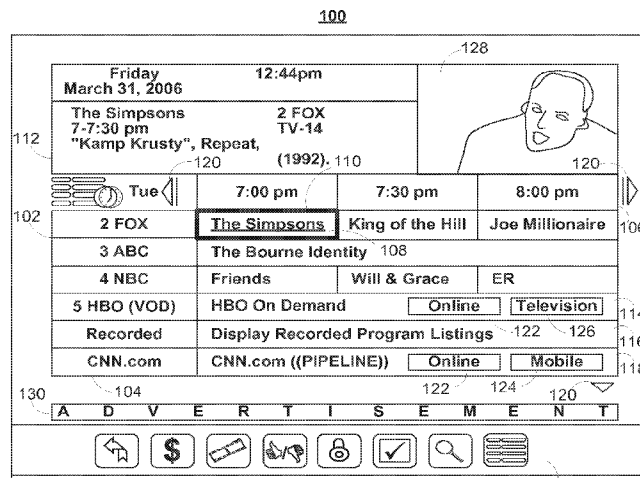 100
128
Friday 12:44pm
March 31, 2006
The Simpsons 2 FOX
7-7:30 pm TV-14
"Kamp Krusty", Repeat,
(1992).
112
120
110
120
Tue 7:00 pm 7:30 pm 8:00 pm
102
106
2 FOX The Simpsons King of the Hill Joe Millionaire
108
3 ABC The Bourne Identity
4 NBC Friends Will & Grace ER
5 HBO (VOD) HBO On Demand Online Television
114
122 126
Recorded Display Recorded Program Listings
116
CNN.com CNN.com ((PIPELINE)) Online Mobile
118
104 122 124 120
130
A D V E R T I S E M E N T
$